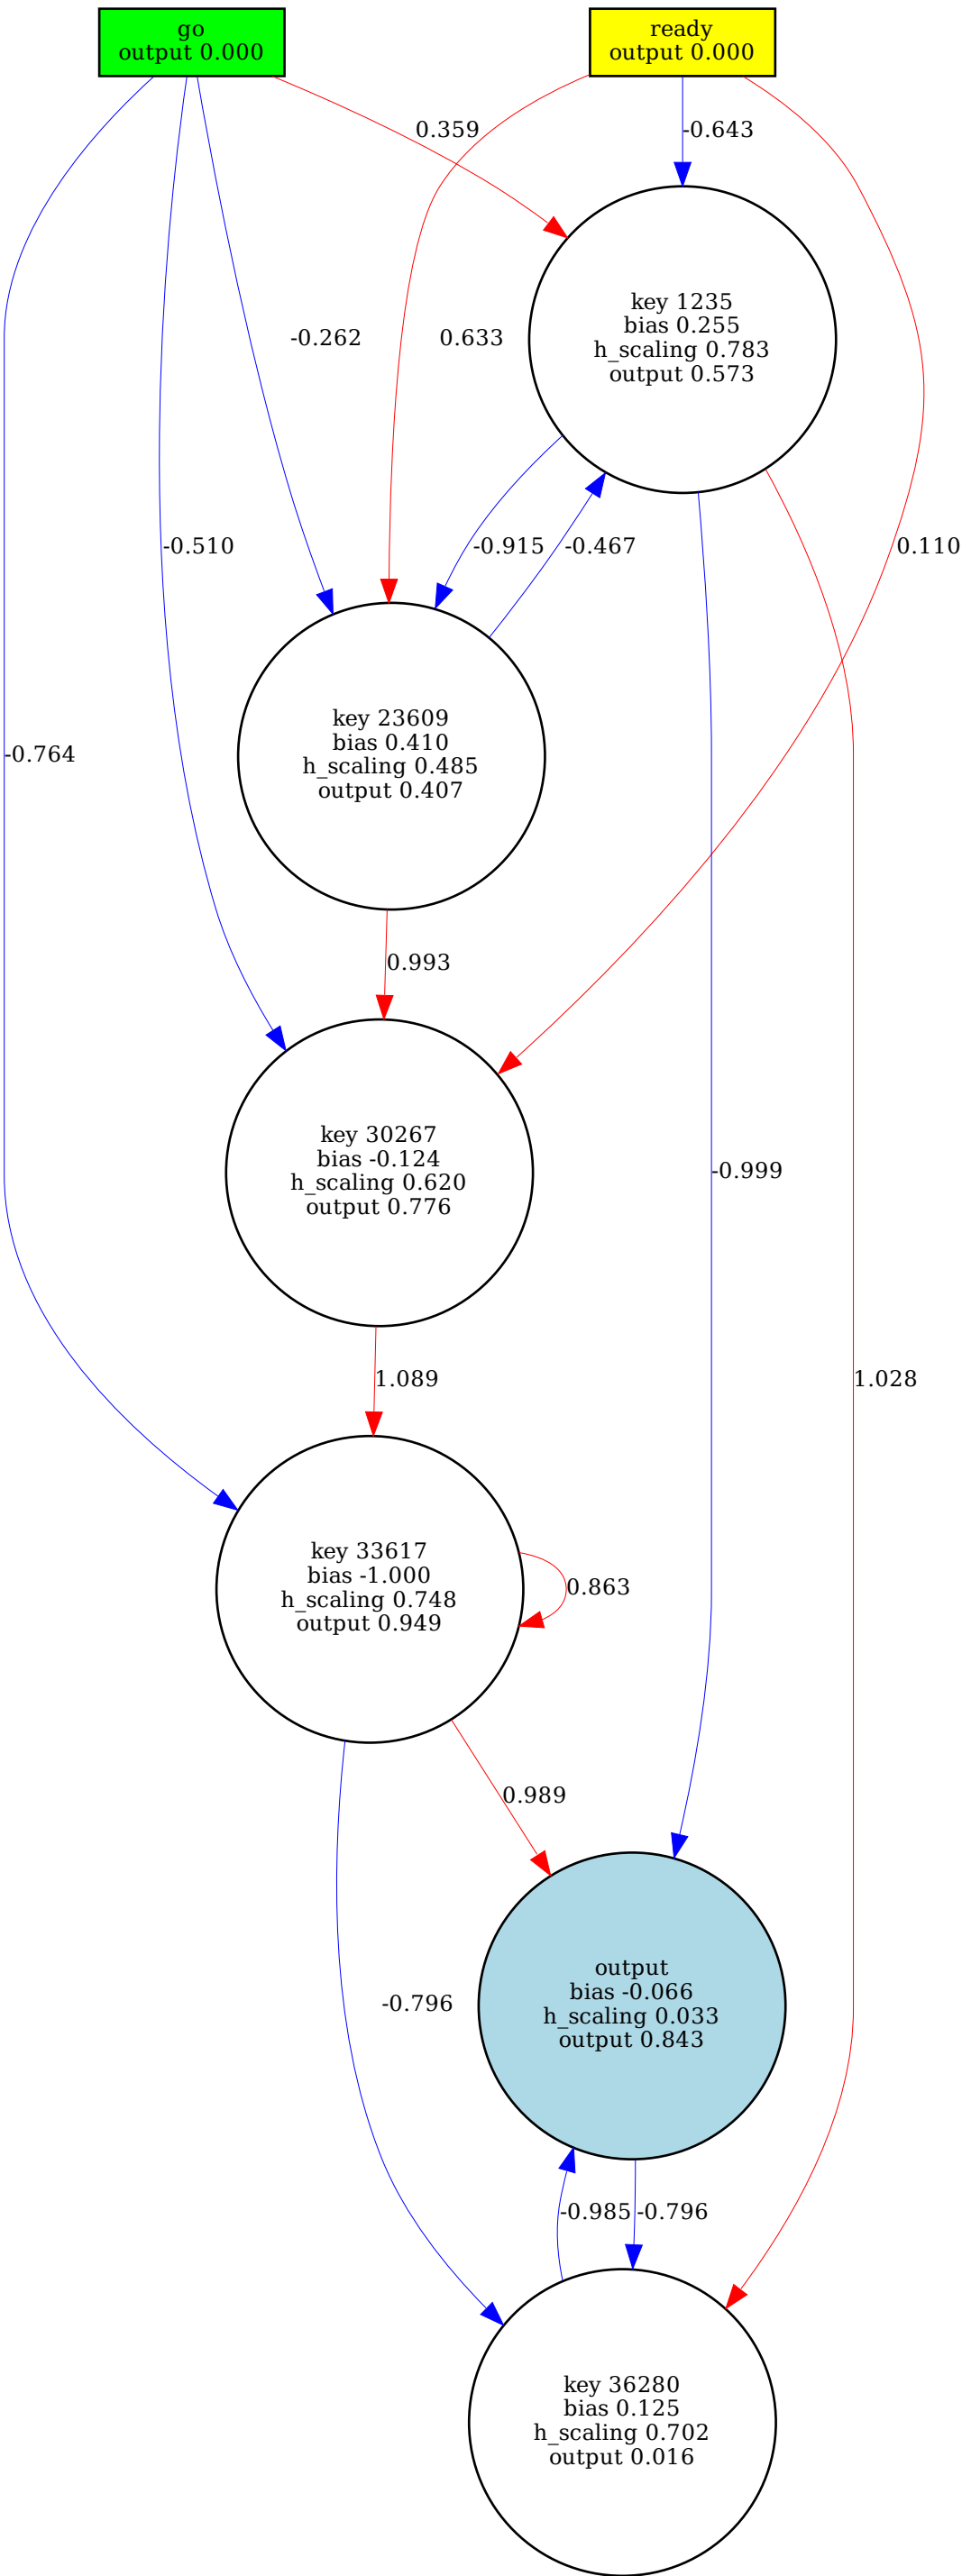 go
output 0.000
ready
output 0.000
0.359
-0.643
key 1235
bias 0.255
h_scaling 0.783
output 0.573
-0.262
0.633
-0.510
-0.915
-0.467
0.110
key 23609
bias 0.410
h_scaling 0.485
output 0.407
-0.764
0.993
key 30267
bias -0.124
h_scaling 0.620
output 0.776
-0.999
1.089
1.028
key 33617
bias -1.000
h_scaling 0.748
output 0.949
0.863
0.989
output
bias -0.066
h_scaling 0.033
output 0.843
-0.796
-0.985
-0.796
key 36280
bias 0.125
h_scaling 0.702
output 0.016